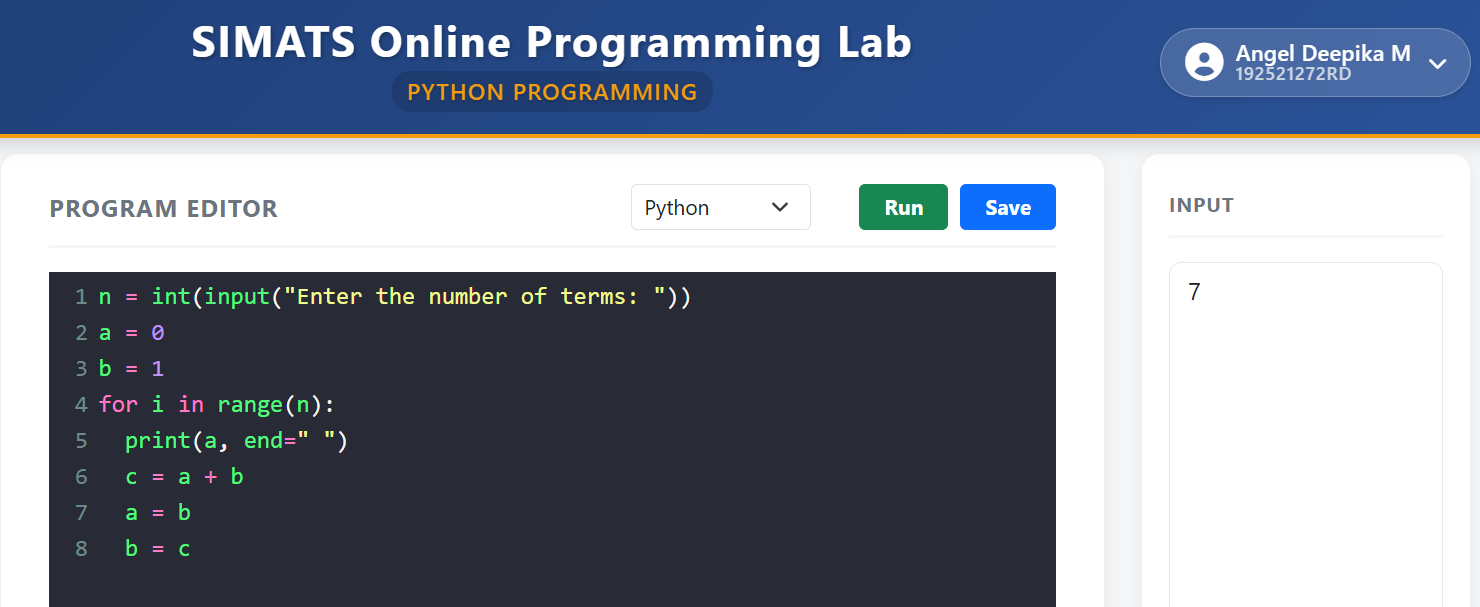 SIMATS Online Programming Lab
PYTHON PROGRAMMING
Angel Deepika M
192521272RD
PROGRAM EDITOR
Python
Run
Save
1 n = int(input("Enter the number of terms: "))
2 a = 0
3 b = 1
4 for i in range(n):
5   print(a, end=" ")
6   c = a + b
7   a = b
8   b = c
INPUT
7